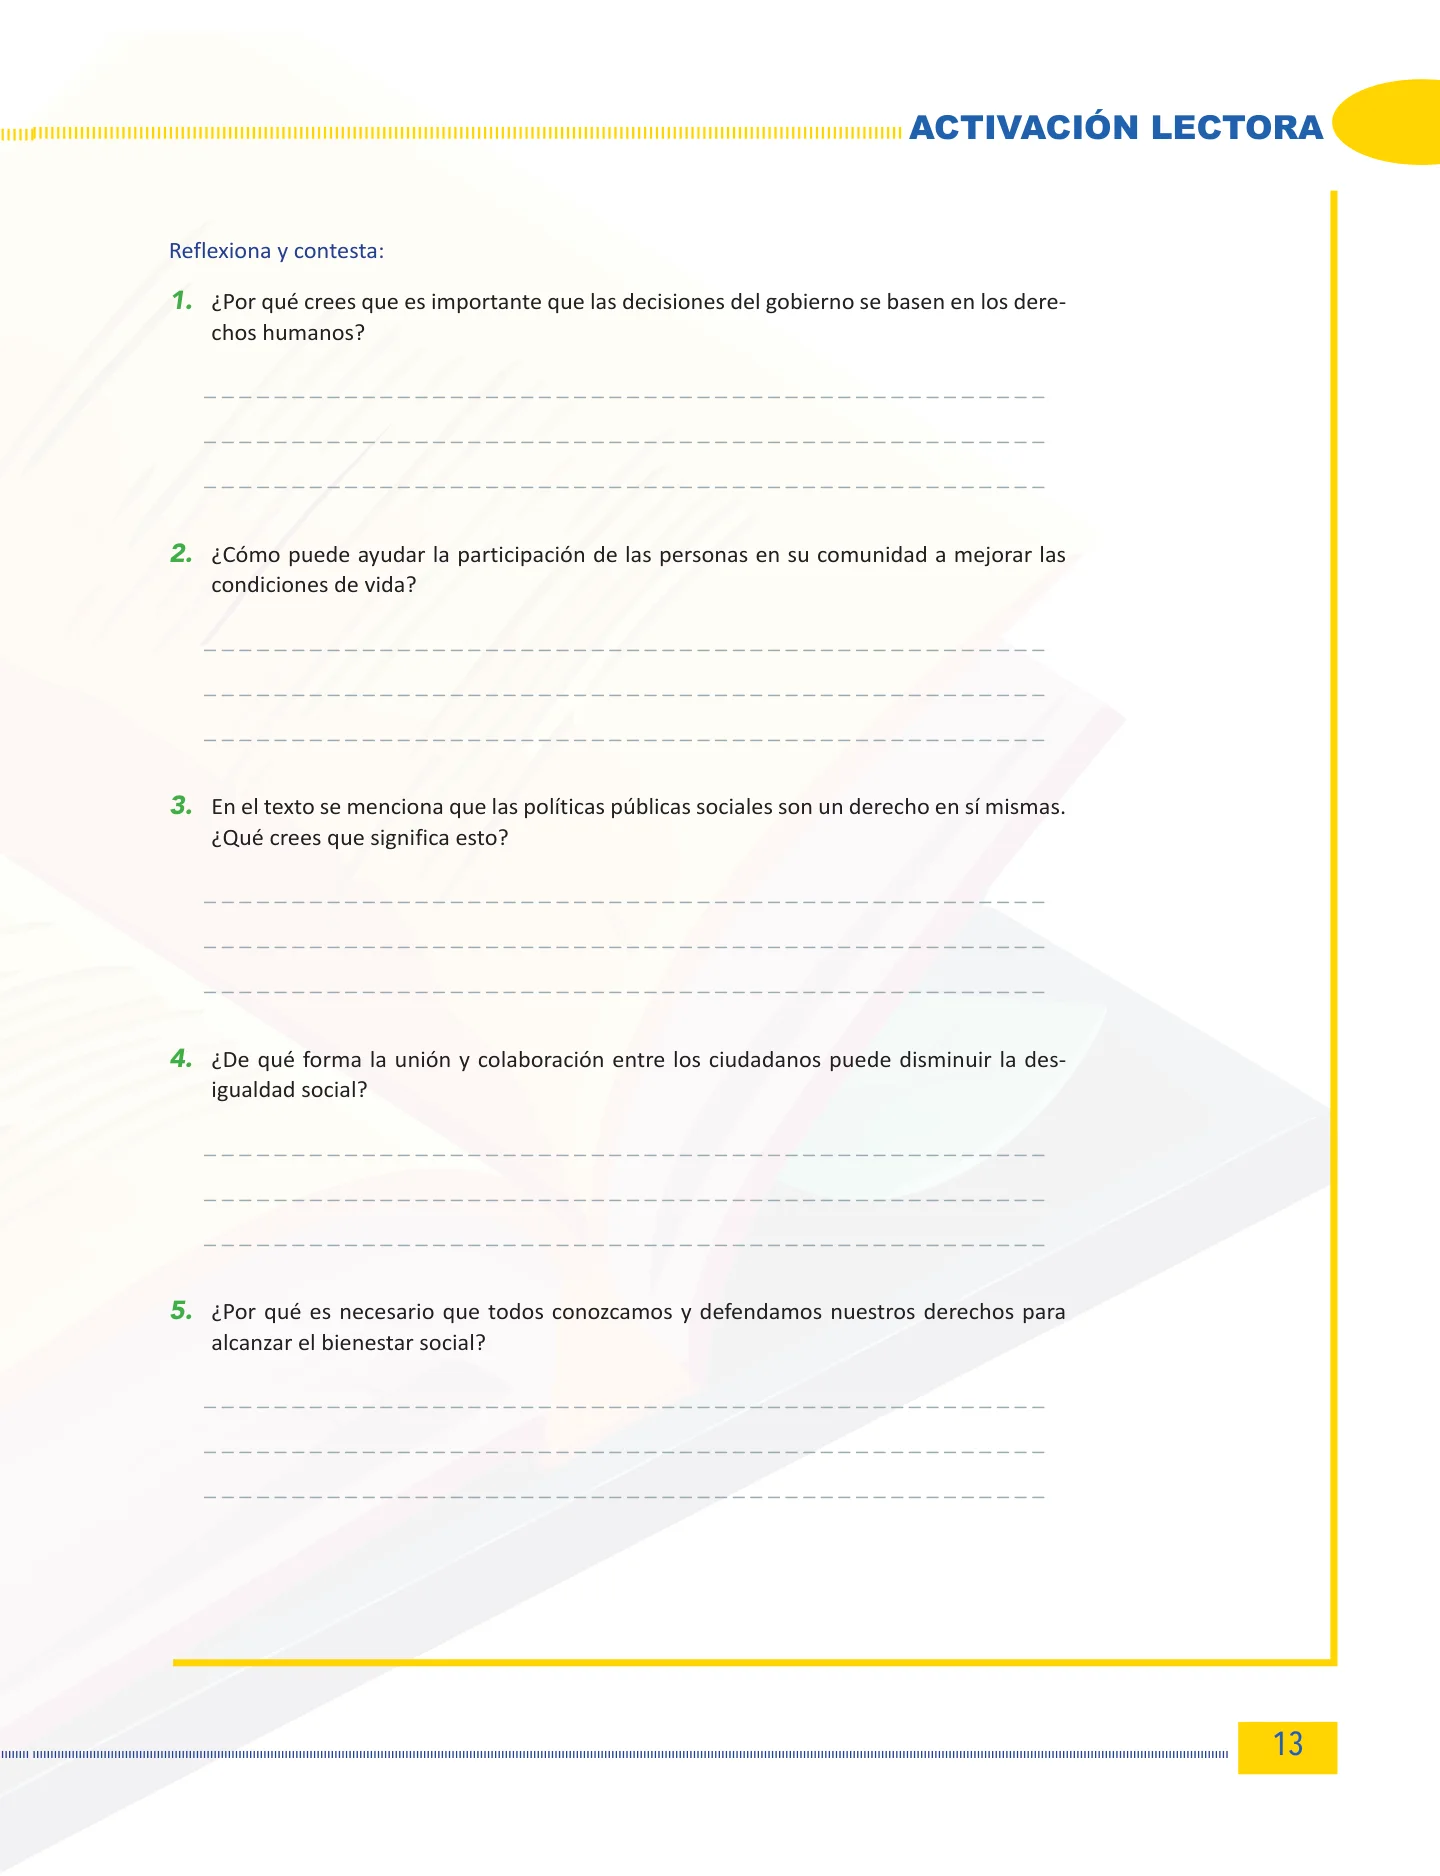 ACTIVACIÓN LECTORA
Reflexiona y contesta:
1. ¿Por qué crees que es importante que las decisiones del gobierno se basen en los dere-
chos humanos?
2. ¿Cómo puede ayudar la participación de las personas en su comunidad a mejorar las
condiciones de vida?
3. En el texto se menciona que las políticas públicas sociales son un derecho en sí mismas.
¿Qué crees que significa esto?
4. ¿De qué forma la unión y colaboración entre los ciudadanos puede disminuir la des-
igualdad social?
5. ¿Por qué es necesario que todos conozcamos y defendamos nuestros derechos para
alcanzar el bienestar social?
13